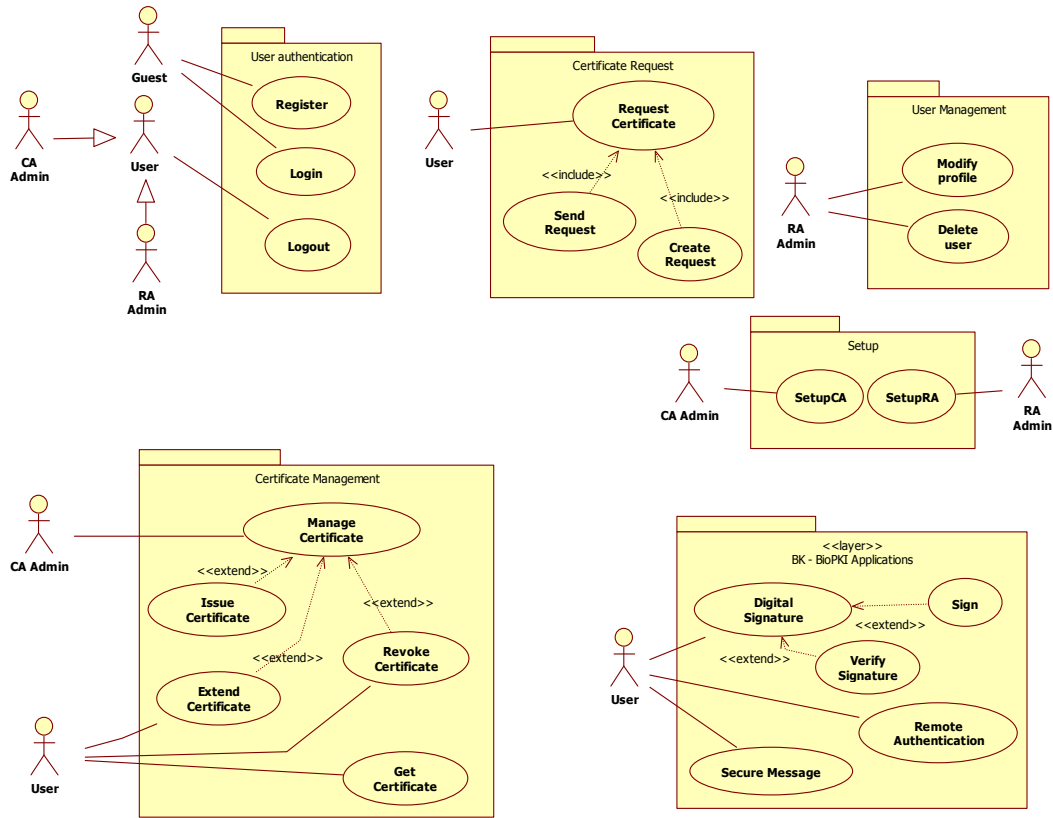 Guest
CA
Admin
User
RA
Admin
User authentication
Register
Login
Logout
User
Certificate Request
Request
Certificate
<<include>>
<<include>>
Send
Request
Create
Request
RA
Admin
User Management
Modify
profile
Delete
user
CA Admin
Setup
SetupCA
SetupRA
RA
Admin
CA Admin
User
Certificate Management
Manage
Certificate
<<extend>>
<<extend>>
<<extend>>
Issue
Certificate
Revoke
Certificate
Extend
Certificate
Get
Certificate
User
<<layer>>
BK - BioPKI Applications
Digital
Signature
Sign
<<extend>>
<<extend>>
Verify
Signature
Remote
Authentication
Secure Message